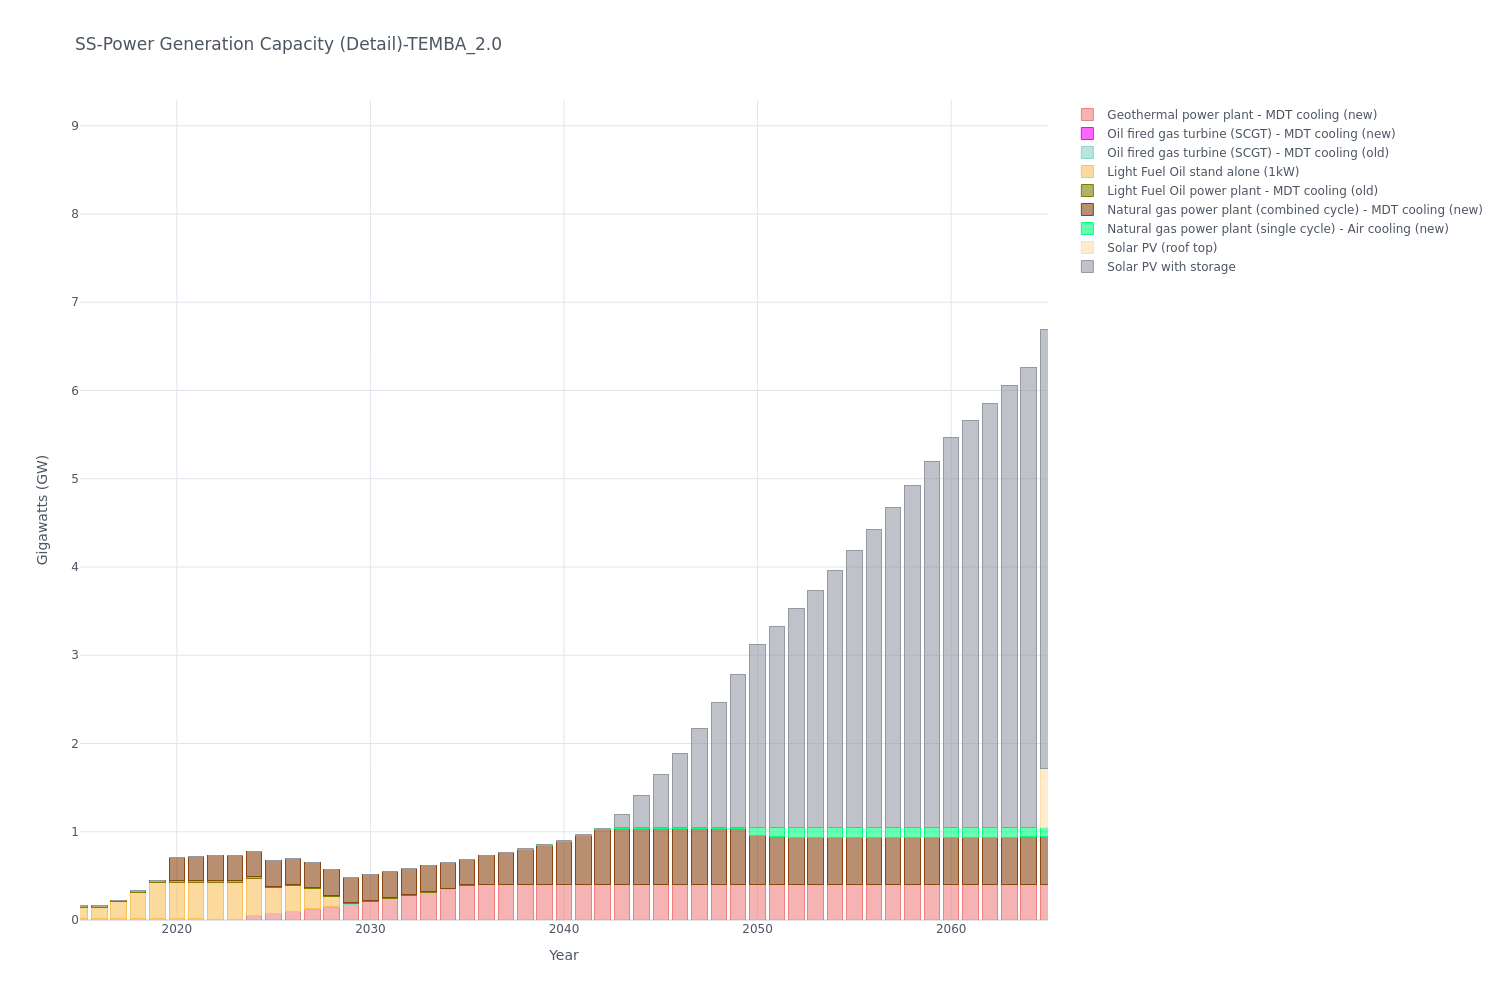 SS-Power Generation Capacity (Detail)-TEMBA_2.0
Geothermal power plant - MDT cooling (new)
Oil fired gas turbine (SCGT) - MDT cooling (new)
Oil fired gas turbine (SCGT) - MDT cooling (old)
Light Fuel Oil stand alone (1kW)
Light Fuel Oil power plant - MDT cooling (old)
Natural gas power plant (combined cycle) - MDT cooling (new)
Natural gas power plant (single cycle) - Air cooling (new)
Solar PV (roof top)
Solar PV with storage
9
8
7
6
5
4
3
2
1
0
Gigawatts (GW)
2020
2030
2040
2050
2060
Year